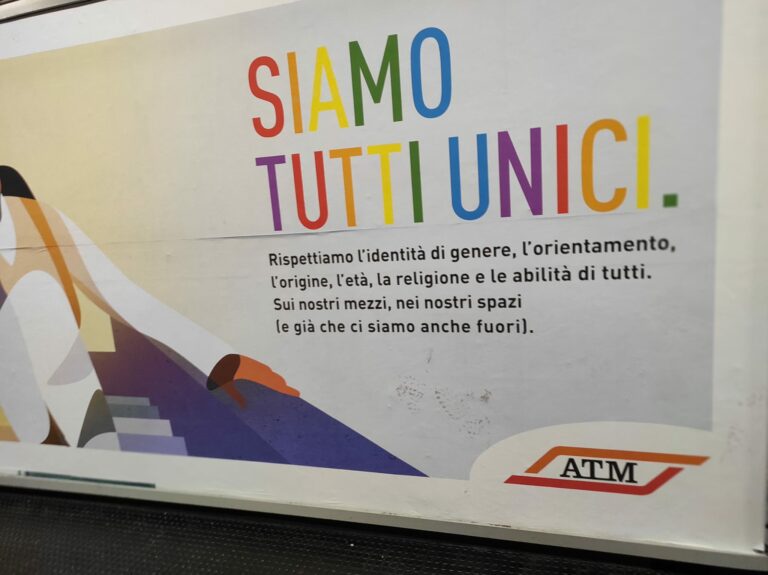 SIAMO
TUTTI UNICI.
Rispettiamo l'identità di genere, l'orientamento,
l'origine, l'età, la religione e le abilità di tutti.
Sui nostri mezzi, nei nostri spazi
(e già che ci siamo anche fuori).
ATM